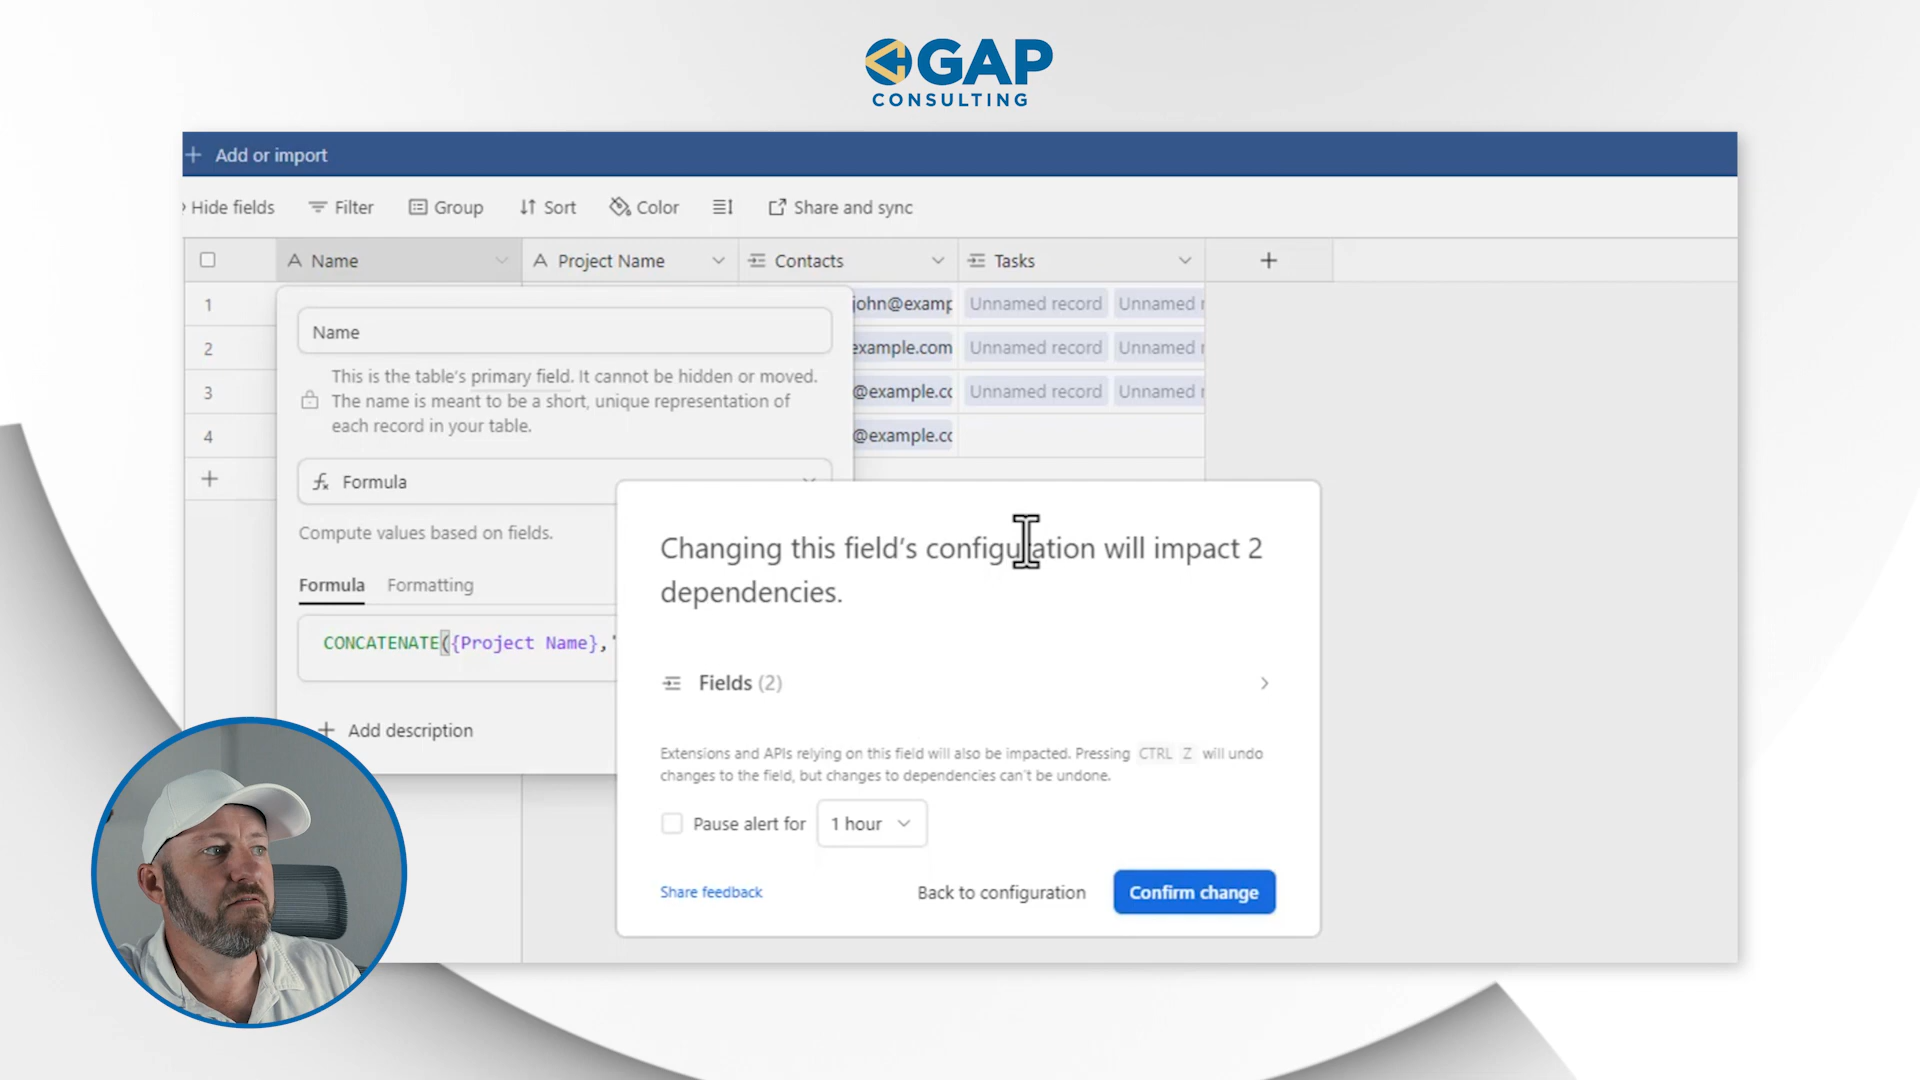 GAP
CONSULTING
+ Add or import
Hide fields Filter Group Sort Color Share and sync
Name Project Name Contacts Tasks +
1 john@examp Unnamed record Unnamed r
2 example.com Unnamed record Unnamed r
3 @example.co Unnamed record Unnamed r
4 @example.co
+
Name
This is the table's primary field. It cannot be hidden or moved.
The name is meant to be a short, unique representation of
each record in your table.
Formula
Compute values based on fields.
Formula Formatting
CONCATENATE({Project Name},'
+ Add description
Changing this field's configuration will impact 2
dependencies.
Fields (2)
Extensions and APIs relying on this field will also be impacted. Pressing CTRL Z will undo
changes to the field, but changes to dependencies can't be undone.
Pause alert for 1 hour
Share feedback Back to configuration Confirm change